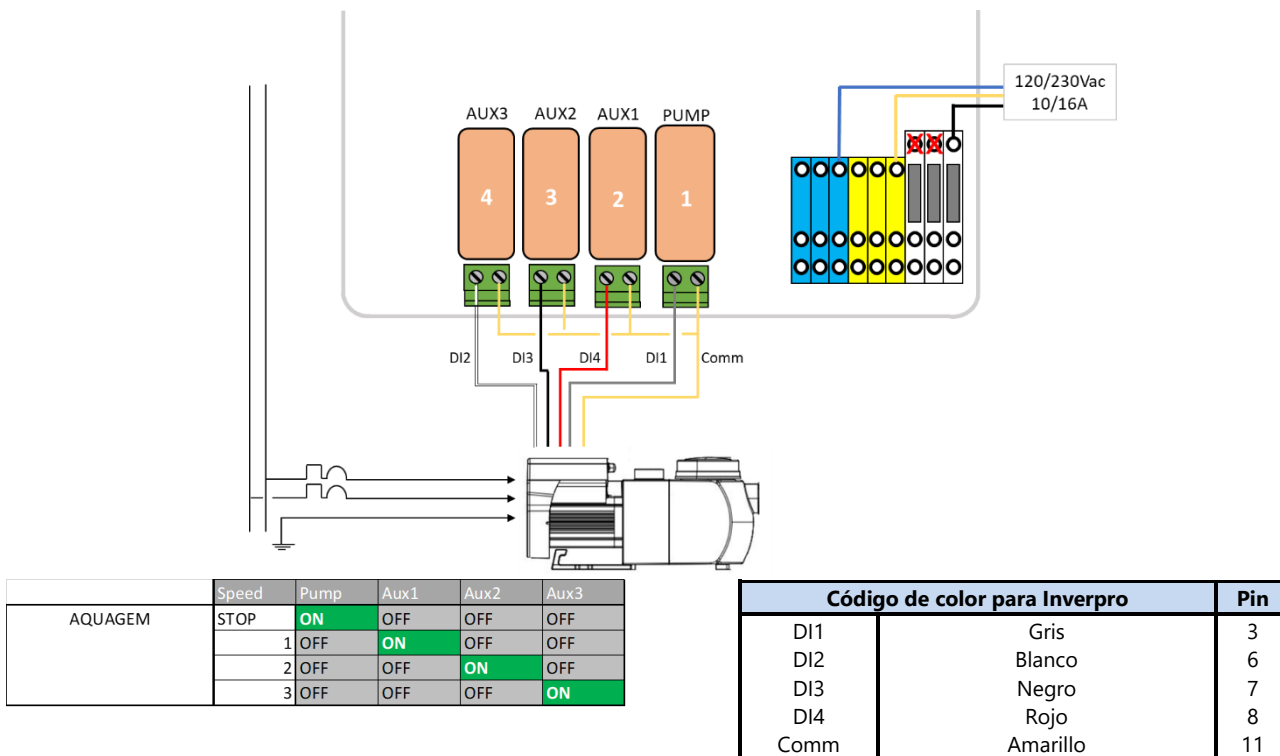 120/230Vac
10/16A
AUX3 AUX2 AUX1 PUMP
4 3 2 1
DI2 DI3 DI4 DI1 Comm
Speed Pump Aux1 Aux2 Aux3
AQUAGEM STOP ON OFF OFF OFF
1 OFF ON OFF OFF
2 OFF OFF ON OFF
3 OFF OFF OFF ON
Código de color para Inverpro Pin
DI1 Gris 3
DI2 Blanco 6
DI3 Negro 7
DI4 Rojo 8
Comm Amarillo 11